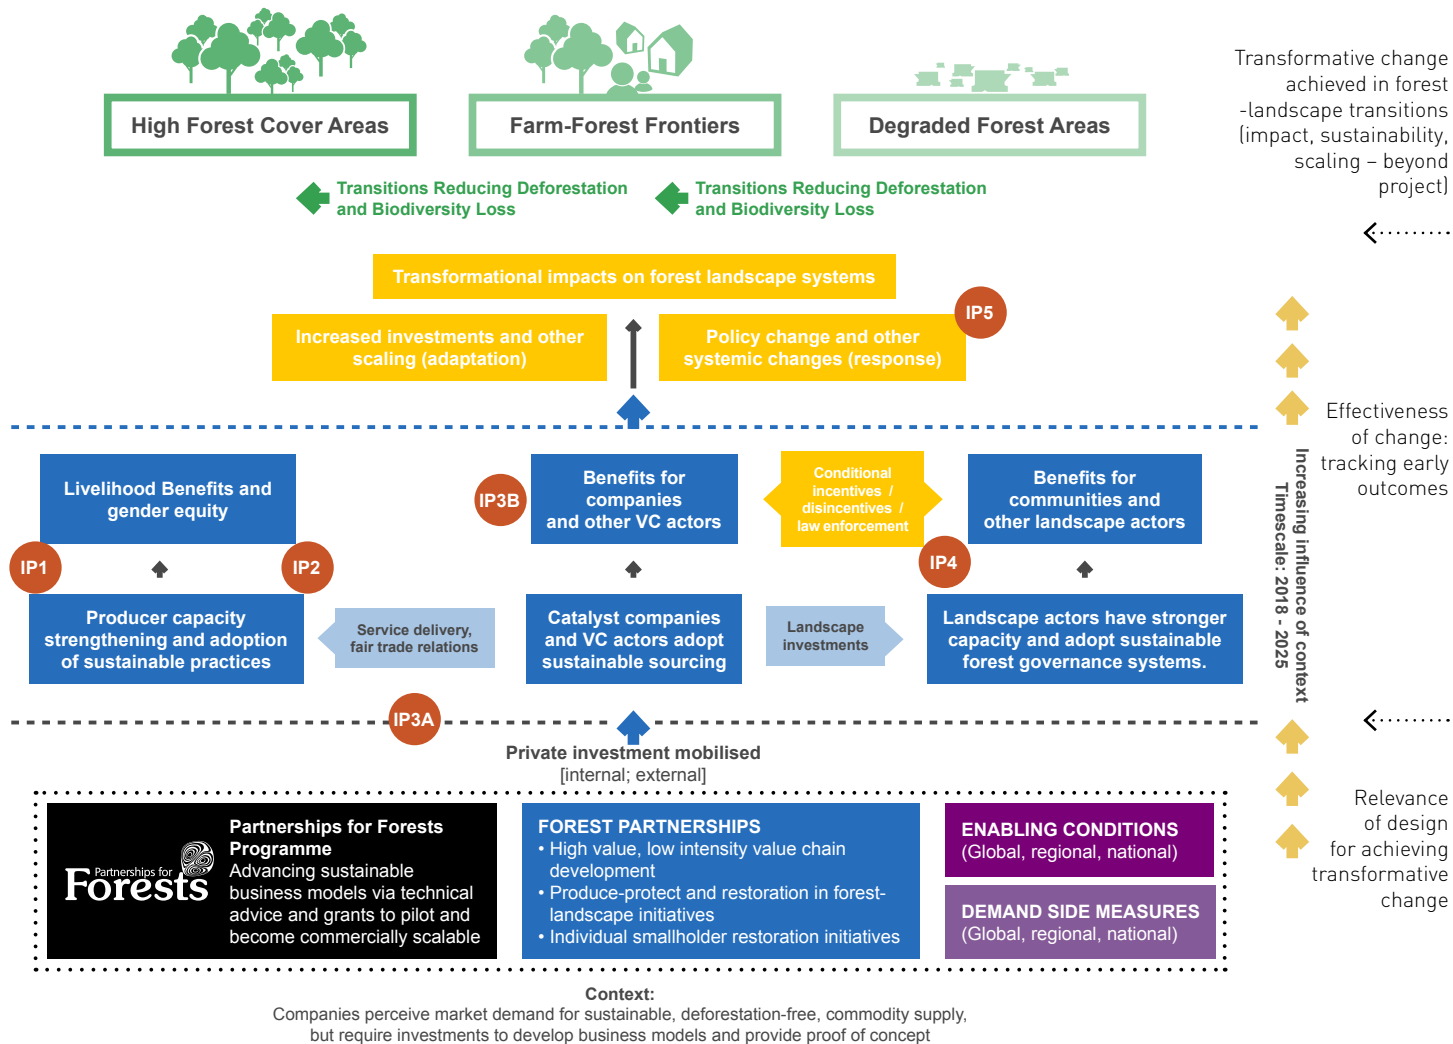 High Forest Cover Areas
Farm-Forest Frontiers
Degraded Forest Areas
Transformative change
achieved in forest
-landscape transitions
(impact, sustainability,
scaling – beyond
project)
Transitions Reducing Deforestation
and Biodiversity Loss
Transitions Reducing Deforestation
and Biodiversity Loss
Transformational impacts on forest landscape systems
Increased investments and other
scaling (adaptation)
Policy change and other
systemic changes (response)
IP5
Livelihood Benefits and
gender equity
IP3B
Benefits for
companies
and other VC actors
Conditional
incentives /
disincentives /
law enforcement
Benefits for
communities and
other landscape actors
Effectiveness
of change:
tracking early
outcomes
Increasing influence of context
Timescale: 2018 - 2025
IP1
IP2
IP4
Producer capacity
strengthening and adoption
of sustainable practices
Service delivery,
fair trade relations
Catalyst companies
and VC actors adopt
sustainable sourcing
Landscape
investments
Landscape actors have stronger
capacity and adopt sustainable
forest governance systems.
IP3A
Private investment mobilised
[internal; external]
Partnerships for
Forests
Partnerships for Forests
Programme
Advancing sustainable
business models via technical
advice and grants to pilot and
become commercially scalable
FOREST PARTNERSHIPS
• High value, low intensity value chain
development
• Produce-protect and restoration in forest-
landscape initiatives
• Individual smallholder restoration initiatives
ENABLING CONDITIONS
(Global, regional, national)
DEMAND SIDE MEASURES
(Global, regional, national)
Relevance
of design
for achieving
transformative
change
Context:
Companies perceive market demand for sustainable, deforestation-free, commodity supply,
but require investments to develop business models and provide proof of concept